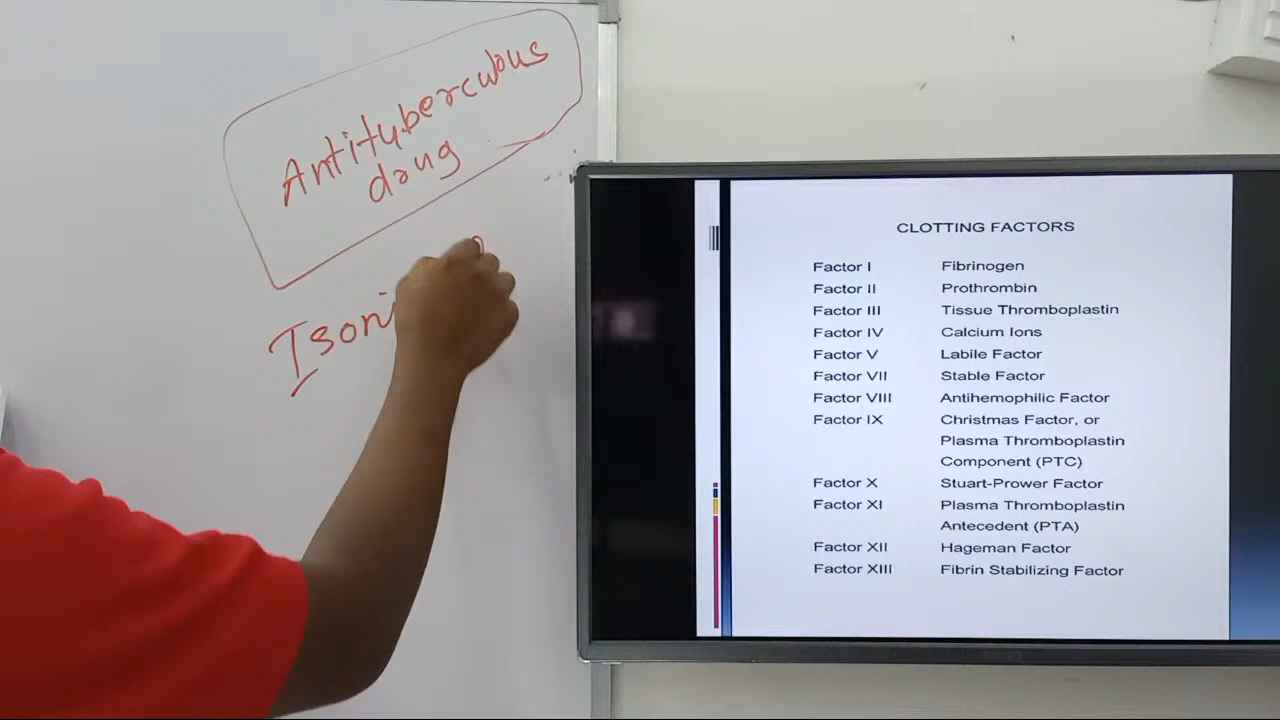 Antitubercuous
drug
Isoni
CLOTTING FACTORS
Factor I Fibrinogen
Factor II Prothrombin
Factor III Tissue Thromboplastin
Factor IV Calcium Ions
Factor V Labile Factor
Factor VII Stable Factor
Factor VIII Antihemophilic Factor
Factor IX Christmas Factor, or
Plasma Thromboplastin
Component (PTC)
Factor X Stuart-Prower Factor
Factor XI Plasma Thromboplastin
Antecedent (PTA)
Factor XII Hageman Factor
Factor XIII Fibrin Stabilizing Factor